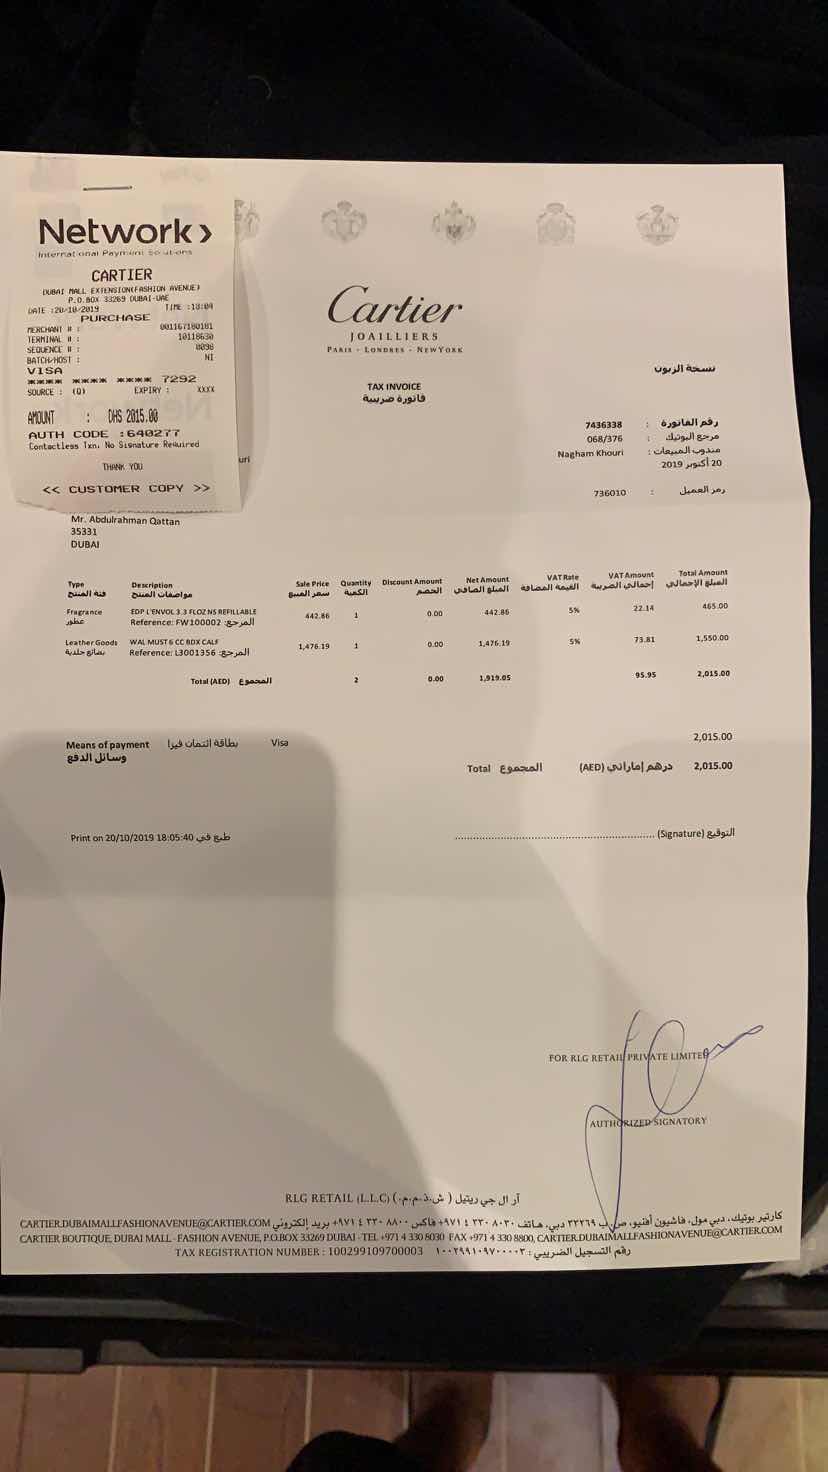 Network>
International Payment Solutions
CARTIER
DUBAI MALL EXTENSION(FASHION AVENUE)
P.O.BOX 33269 DUBAI-UAE
DATE :20/10/2019 TIME :18:04
PURCHASE
MERCHANT # : 001167180181
TERMINAL # : 10118630
SEQUENCE # : 0098
BATCH/HOST : NI
VISA
**** **** **** 7292
SOURCE : (Q) EXPIRY : XXXX
AMOUNT : DHS 2015.00
AUTH CODE :640277
Contactless Txn. No Signature Required
THANK YOU
<< CUSTOMER COPY >>
uri
Cartier
JOAILLIERS
PARIS - LONDRES - NEWYORK
نسخة الزبون
TAX INVOICE
فاتورة ضريبية
7436338 : رقم الفاتورة
068/376 : مرجع البوتيك
Nagham Khouri : مندوب المبيعات
20 أكتوبر 2019
736010 : رمز العميل
Mr. Abdulrahman Qattan
35331
DUBAI
Type Description Sale Price Quantity Discount Amount Net Amount VAT Rate VAT Amount Total Amount
فئة المنتج مواصفات المنتج سعر المبيع الكمية الخصم المبلغ الصافي القيمة المضافة إجمالي الضريبة المبلغ الإجمالي
Fragrance EDP L'ENVOL 3.3 FLOZ NS REFILLABLE 442.86 1 0.00 442.86 5% 22.14 465.00
عطور Reference: FW100002 :المرجع
Leather Goods WAL MUST 6 CC BDX CALF 1,476.19 1 0.00 1,476.19 5% 73.81 1,550.00
بضائع جلدية Reference: L3001356 :المرجع
Total (AED) المجموع 2 0.00 1,919.05 95.95 2,015.00
Means of payment بطاقة ائتمان فيزا Visa 2,015.00
وسائل الدفع
Total المجموع (AED) درهم إماراتي 2,015.00
Print on 20/10/2019 18:05:40 طبع في
(Signature) التوقيع
FOR RLG RETAIL PRIVATE LIMITED
AUTHORIZED SIGNATORY
RLG RETAIL (L.L.C) (.ش.ذ.م.م) آر ال جي ريتيل
كارتير بوتيك، دبي مول، فاشيون أفنيو، ص.ب ٣٣٢٦٩ دبي، هاتف ٨٠٣٠ ٣٣٠ ٤ ٩٧١+ فاكس ٨٨٠٠ ٣٣٠ ٤ ٩٧١+ بريد إلكتروني CARTIER.DUBAIMALLFASHIONAVENUE@CARTIER.COM
CARTIER BOUTIQUE, DUBAI MALL - FASHION AVENUE, P.O.BOX 33269 DUBAI - TEL +971 4 330 8030 FAX +971 4 330 8800, CARTIER.DUBAIMALLFASHIONAVENUE@CARTIER.COM
TAX REGISTRATION NUMBER : 100299109700003 رقم التسجيل الضريبي : ١٠٠٢٩٩١٠٩٧٠٠٠٠٣